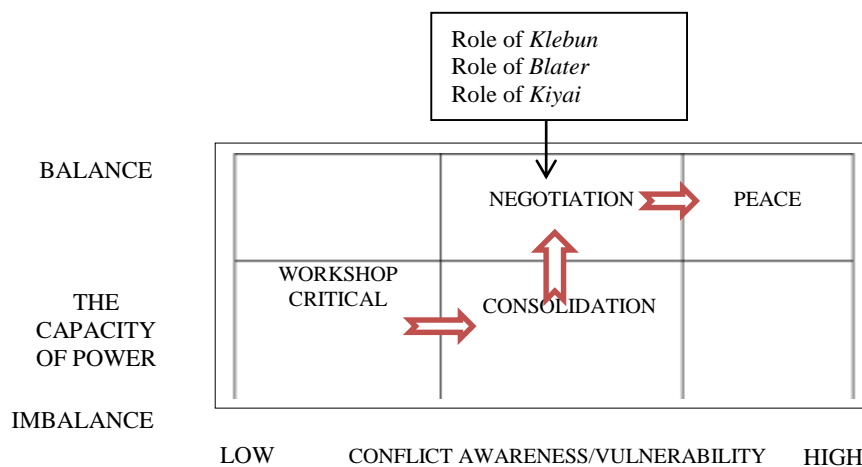 Role of Klebun
Role of Blater
Role of Kiyai
BALANCE
NEGOTIATION
PEACE
WORKSHOP
CRITICAL
CONSOLIDATION
THE
CAPACITY
OF POWER
IMBALANCE
LOW
CONFLICT AWARENESS/VULNERABILITY
HIGH